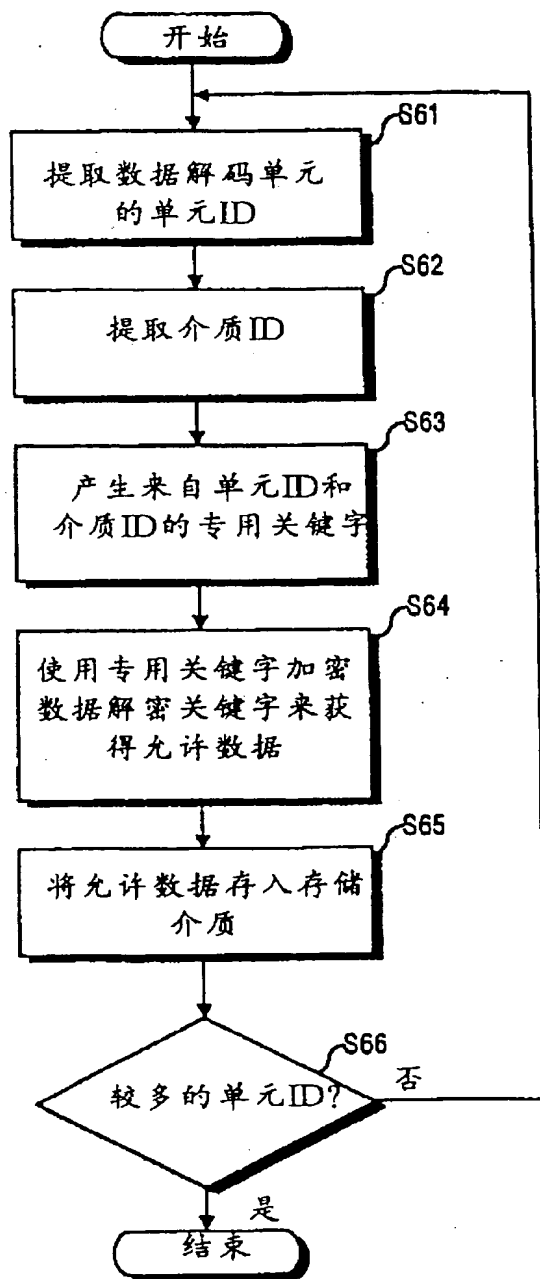 开始
S61
提取数据解码单元
的单元ID
S62
提取介质ID
S63
产生来自单元ID和
介质ID的专用关键字
S64
使用专用关键字加密
数据解密关键字来获
得允许数据
S65
将允许数据存入存储
介质
S66
较多的单元ID?
否
是
结束